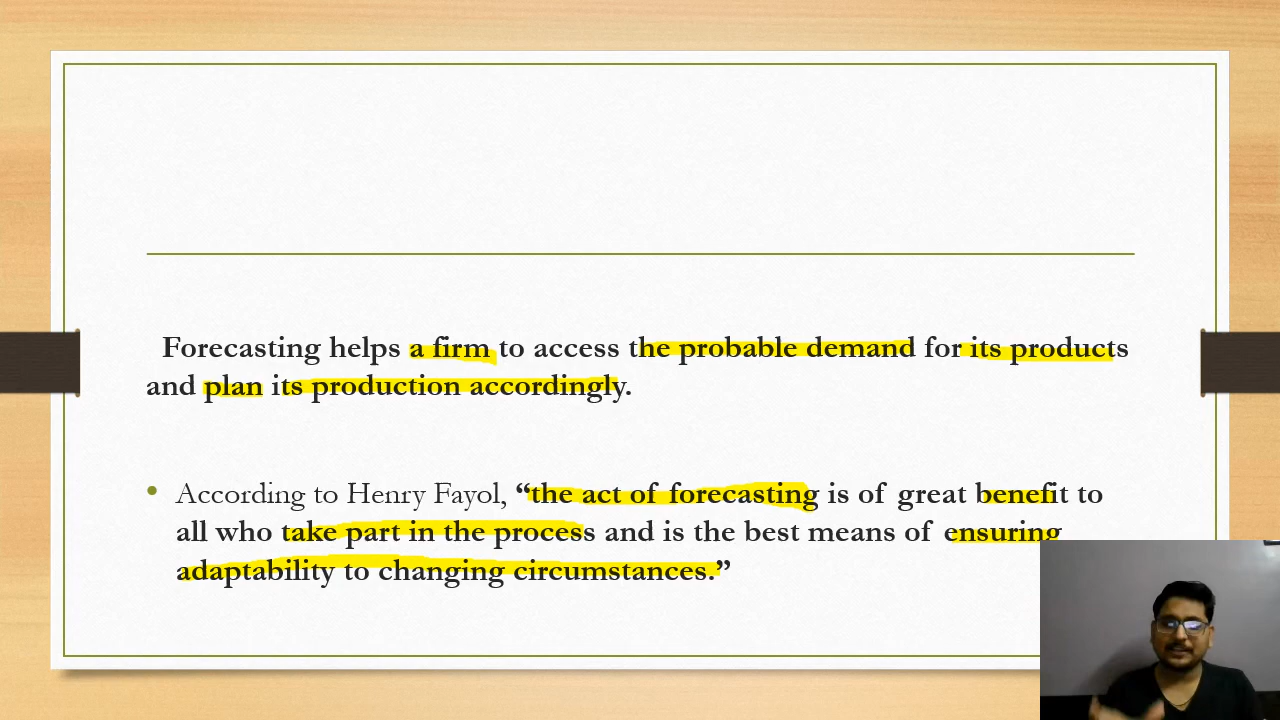 Forecasting helps a firm to access the probable demand for its products
and plan its production accordingly.
• According to Henry Fayol, “the act of forecasting is of great benefit to
all who take part in the process and is the best means of ensuring
adaptability to changing circumstances.”